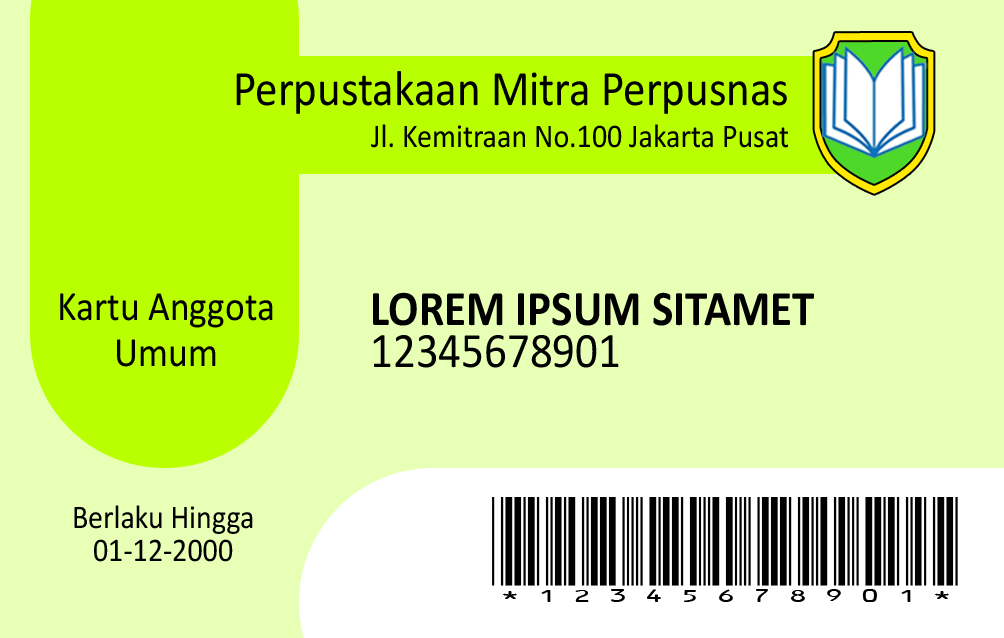 Perpustakaan Mitra Perpusnas
Jl. Kemitraan No.100 Jakarta Pusat
Kartu Anggota
Umum
LOREM IPSUM SITAMET
12345678901
Berlaku Hingga
01-12-2000
*12345678901*